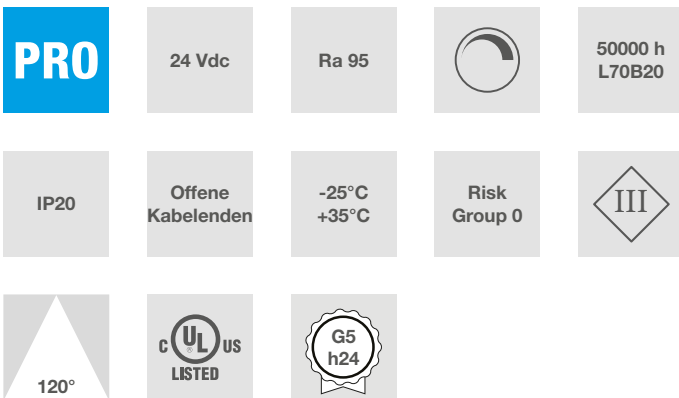 PRO
24 Vdc
Ra 95
50000 h
L70B20
IP20
Offene
Kabelenden
-25°C
+35°C
Risk
Group 0
III
120°
C UL US
®
LISTED
G5
h24